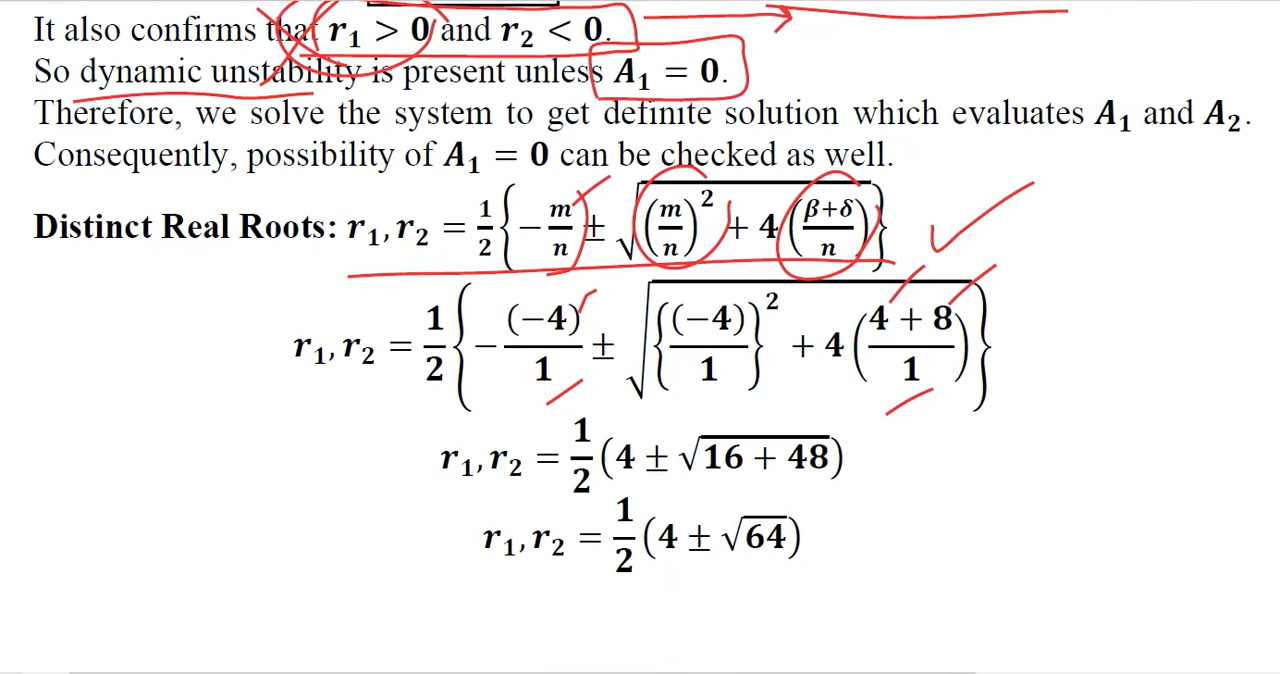 It also confirms that r₁ > 0 and r₂ < 0.
So dynamic unstability is present unless A₁ = 0.
Therefore, we solve the system to get definite solution which evaluates A₁ and A₂.
Consequently, possibility of A₁ = 0 can be checked as well.
Distinct Real Roots: r₁, r₂ = 1/2 {− m/n ± √((m/n)² + 4((β+δ)/n))}
r₁, r₂ = 1/2 {− (−4)/1 ± √({((−4))/1}² + 4((4 + 8)/1))}
r₁, r₂ = 1/2 (4 ± √(16 + 48))
r₁, r₂ = 1/2 (4 ± √64)